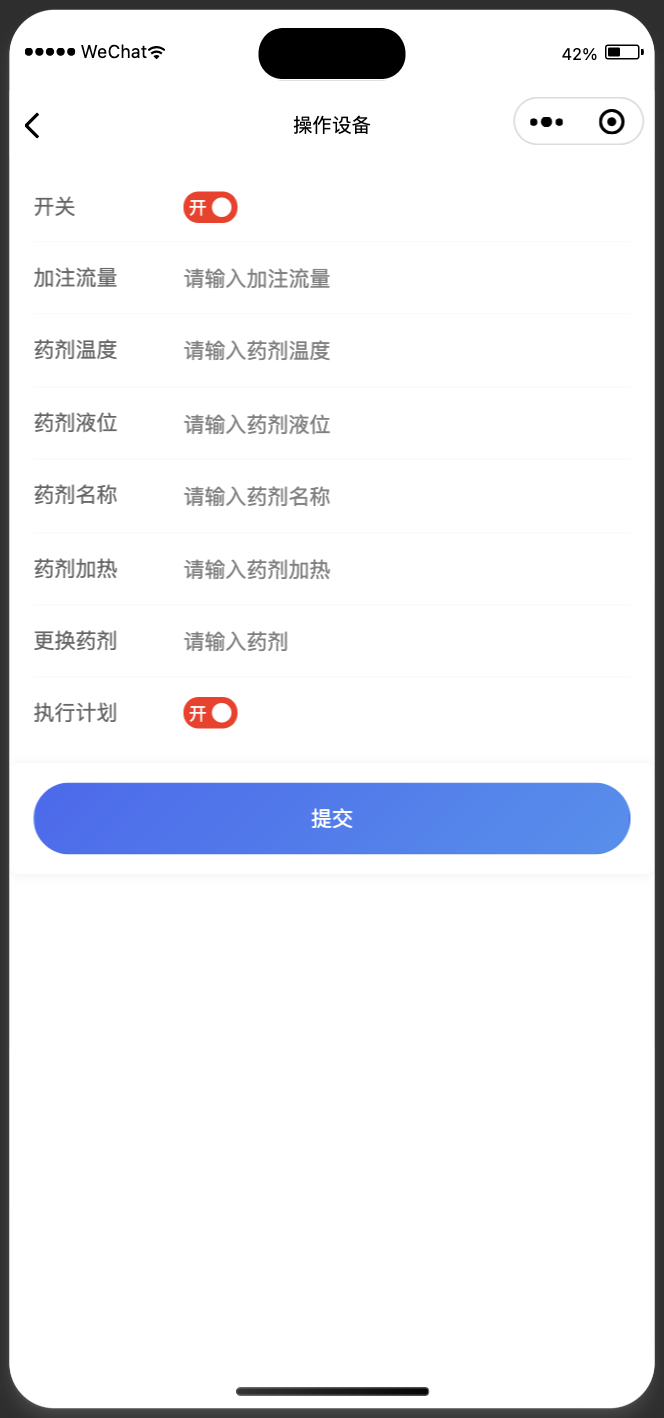 WeChat 42%
操作设备
开关 开
加注流量 请输入加注流量
药剂温度 请输入药剂温度
药剂液位 请输入药剂液位
药剂名称 请输入药剂名称
药剂加热 请输入药剂加热
更换药剂 请输入药剂
执行计划 开
提交